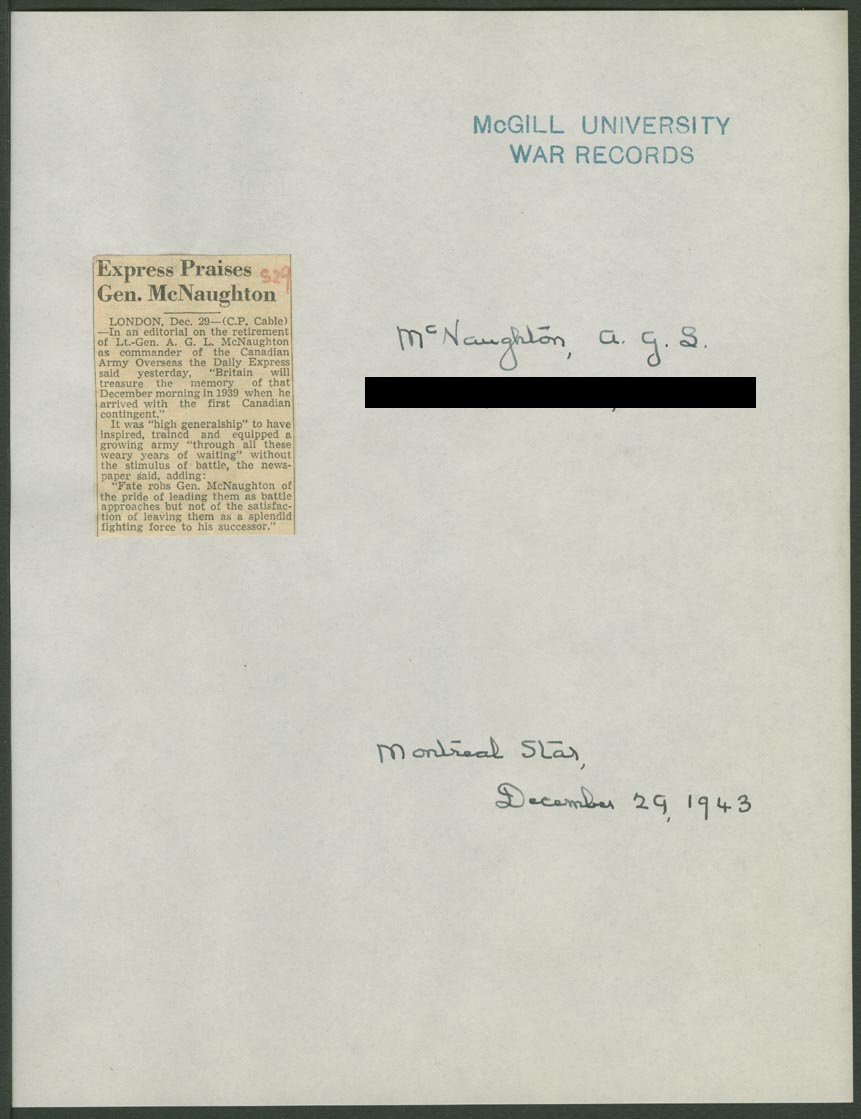 McGILL UNIVERSITY
WAR RECORDS
Express Praises
Gen. McNaughton
S29
LONDON, Dec. 29—(C.P. Cable)
—In an editorial on the retirement
of Lt.-Gen. A. G. L. McNaughton
as commander of the Canadian
Army Overseas the Daily Express
said yesterday, "Britain will
treasure the memory of that
December morning in 1939 when he
arrived with the first Canadian
contingent."
It was "high generalship" to have
inspired, trained and equipped a
growing army "through all these
weary years of waiting" without
the stimulus of battle, the news-
paper said, adding:
"Fate robs Gen. McNaughton of
the pride of leading them as battle
approaches but not of the satisfac-
tion of leaving them as a splendid
fighting force to his successor."
McNaughton, A. G. L.
Montreal Star,
December 29, 1943